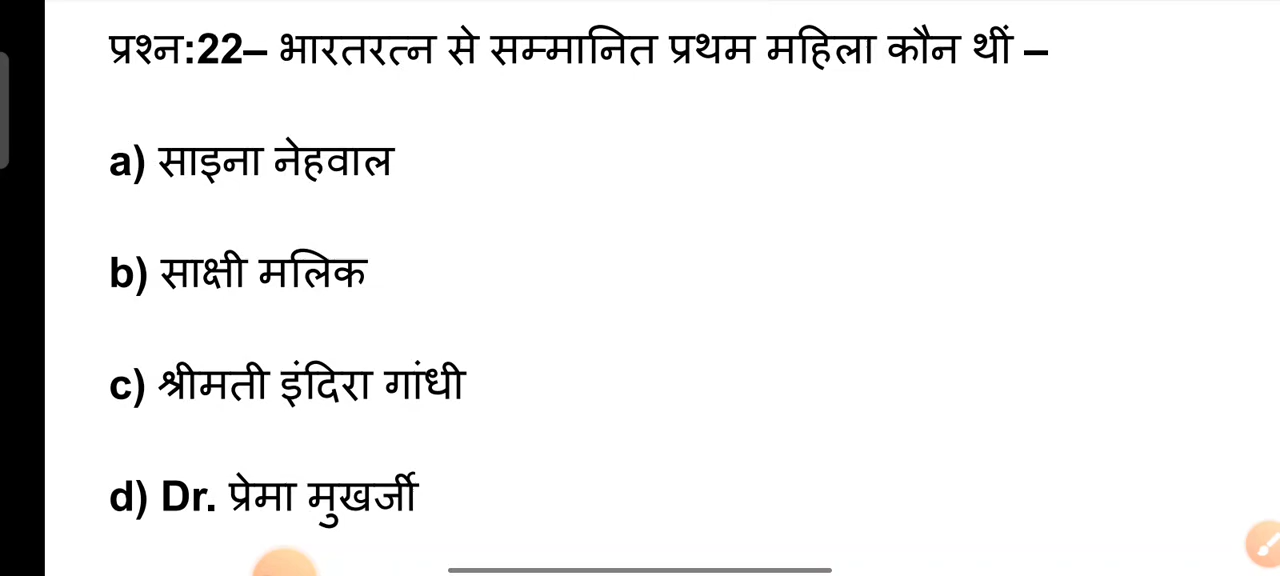 प्रश्न:22– भारतरत्न से सम्मानित प्रथम महिला कौन थीं –
a) साइना नेहवाल
b) साक्षी मलिक
c) श्रीमती इंदिरा गांधी
d) Dr. प्रेमा मुखर्जी